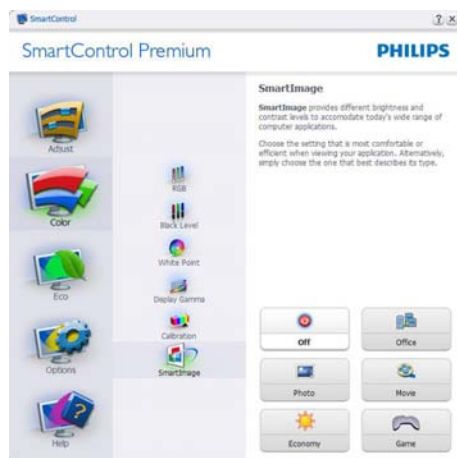 SmartControl
SmartControl Premium
PHILIPS
Adjust
Color
Eco
Options
Help
RGB
Black Level
White Point
Display Gamma
Calibration
SmartImage
SmartImage
SmartImage provides different brightness and
contrast levels to accomodate today's wide range of
computer applications.
Choose the setting that is most comfortable or
efficient when viewing your application. Alternatively,
simply choose the one that best describes its type.
Off
Office
Photo
Movie
Economy
Game